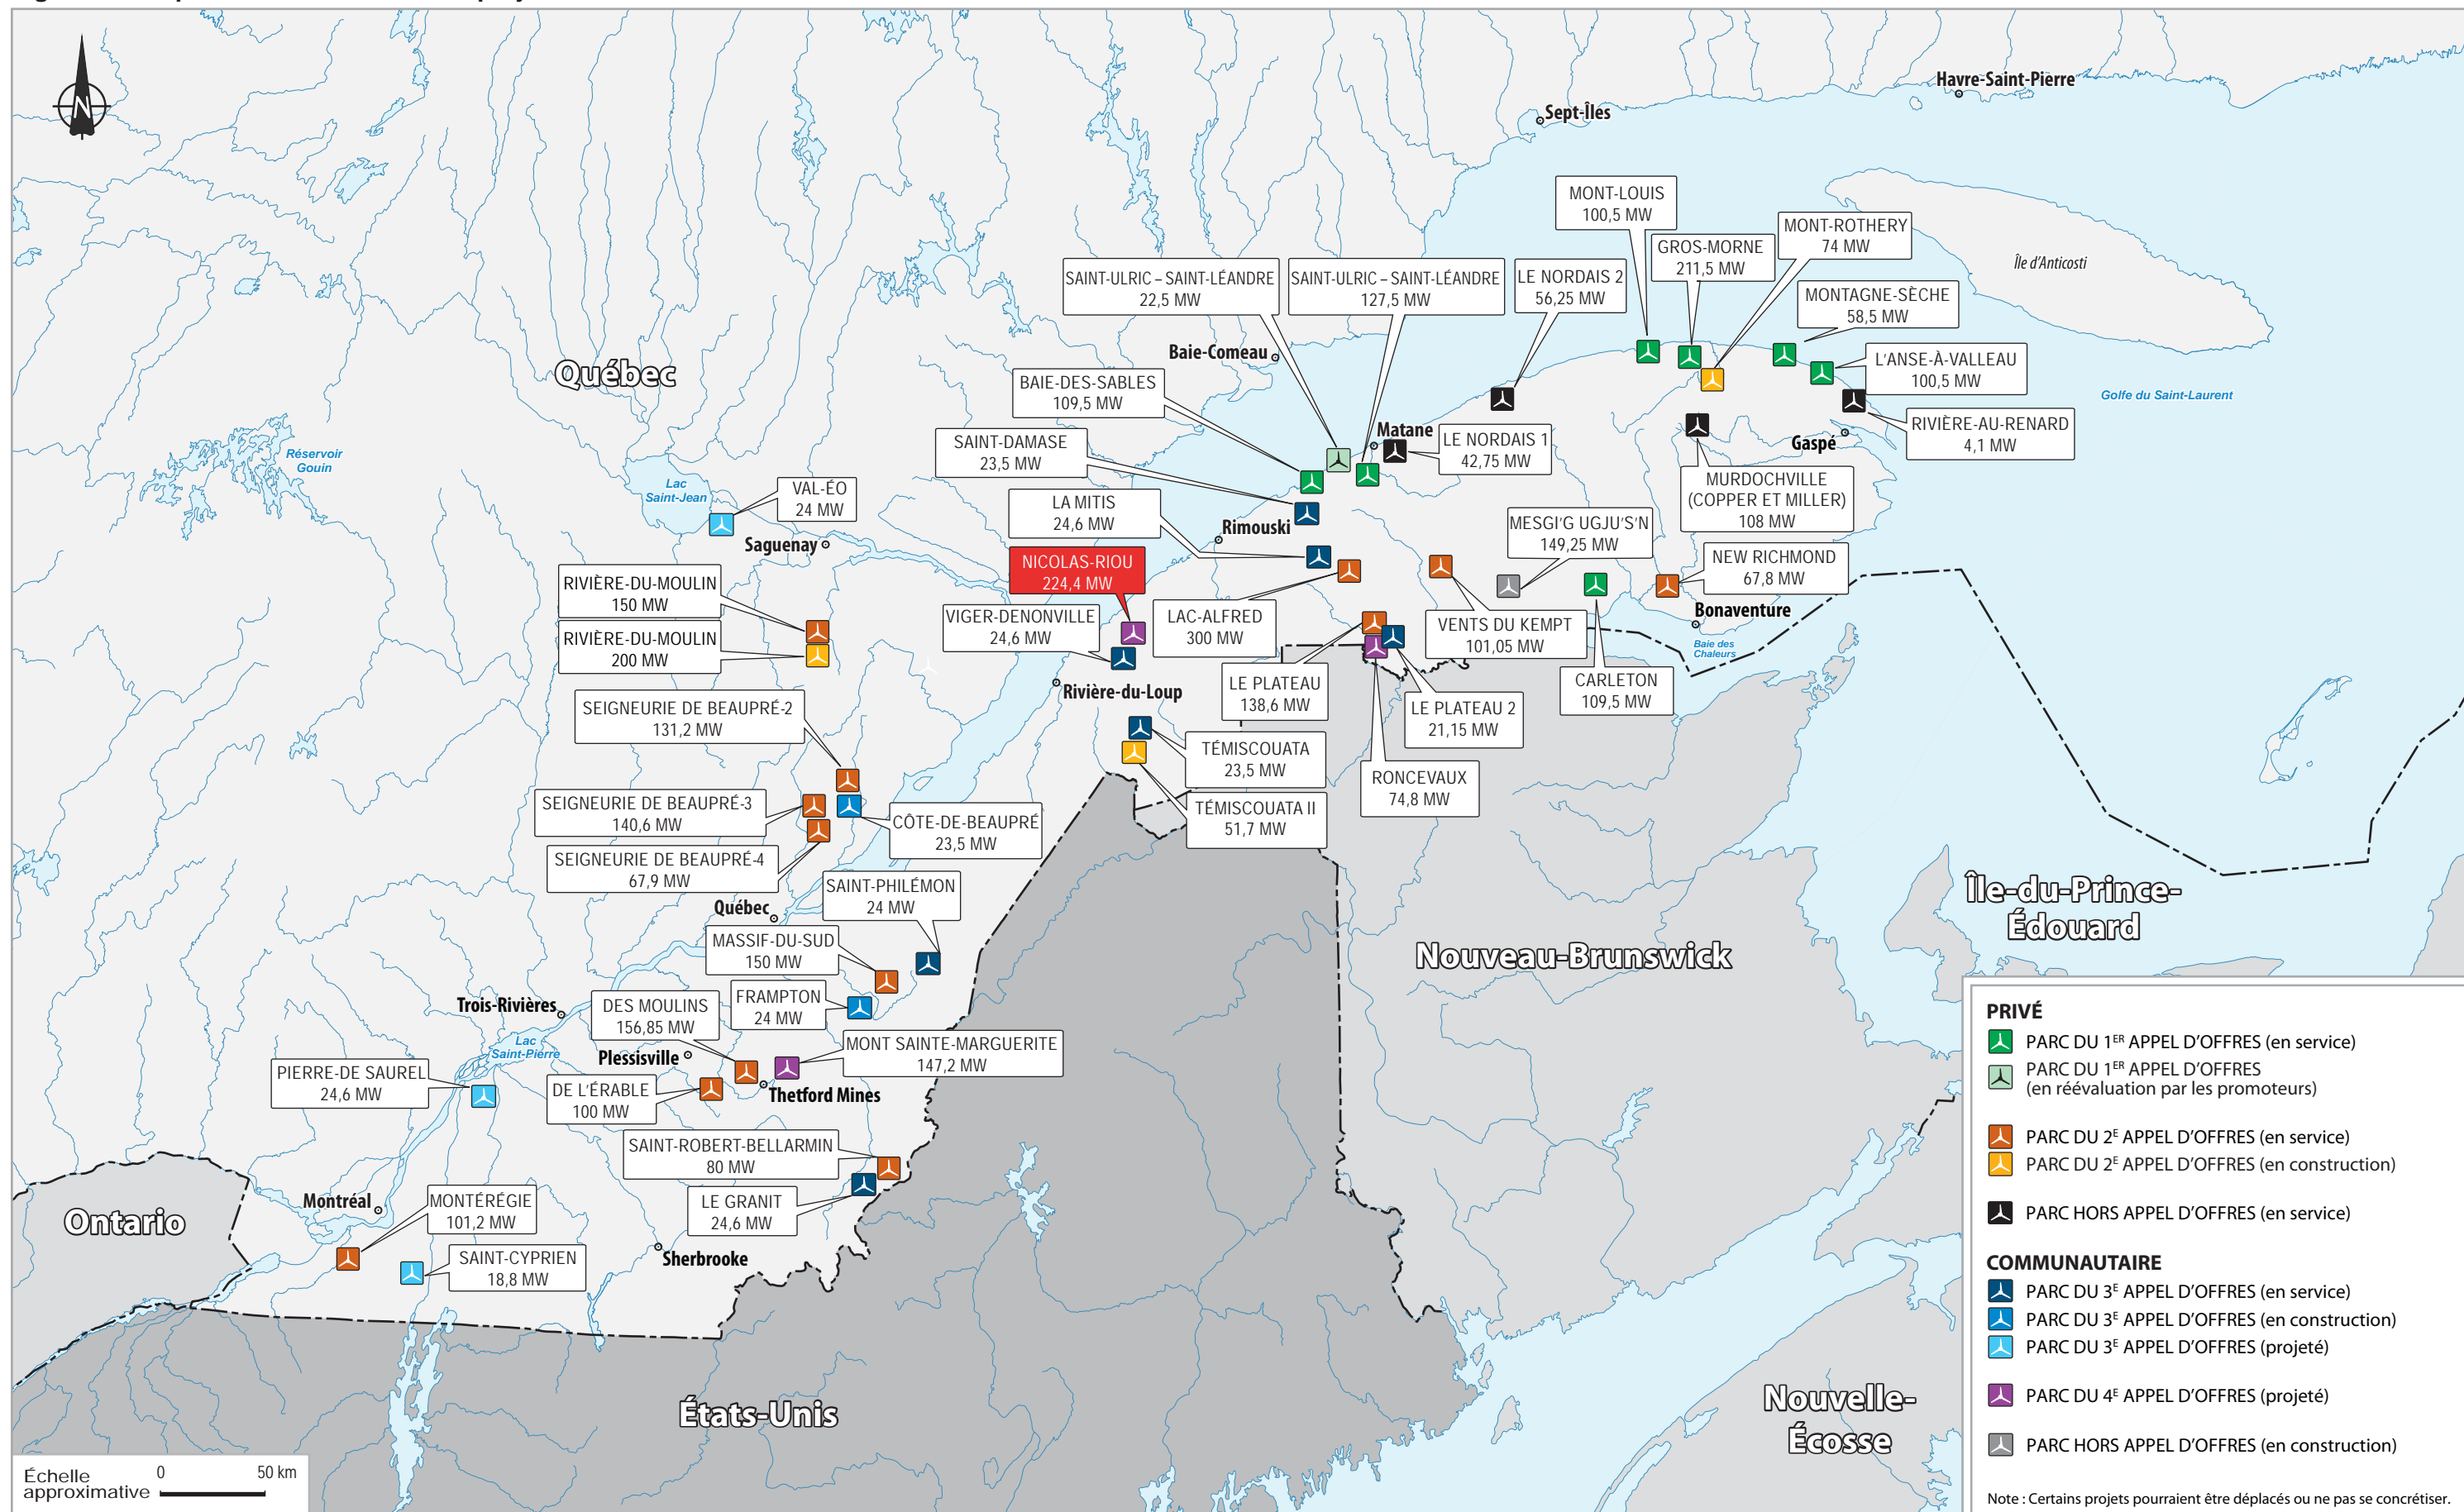 N
Havre-Saint-Pierre
Sept-Îles
MONT-LOUIS
100,5 MW
MONT-ROTHERY
74 MW
GROS-MORNE
211,5 MW
Île d'Anticosti
SAINT-ULRIC – SAINT-LÉANDRE
22,5 MW
SAINT-ULRIC – SAINT-LÉANDRE
127,5 MW
LE NORDAIS 2
56,25 MW
MONTAGNE-SÈCHE
58,5 MW
Baie-Comeau
Québec
L'ANSE-À-VALLEAU
100,5 MW
BAIE-DES-SABLES
109,5 MW
Golfe du Saint-Laurent
RIVIÈRE-AU-RENARD
4,1 MW
Gaspé
Matane
LE NORDAIS 1
42,75 MW
SAINT-DAMASE
23,5 MW
Réservoir
Gouin
Lac
Saint-Jean
VAL-ÉO
24 MW
LA MITIS
24,6 MW
MURDOCHVILLE
(COPPER ET MILLER)
108 MW
Rimouski
MESGI'G UGJU'S'N
149,25 MW
Saguenay
NICOLAS-RIOU
224,4 MW
NEW RICHMOND
67,8 MW
RIVIÈRE-DU-MOULIN
150 MW
Bonaventure
VIGER-DENONVILLE
24,6 MW
LAC-ALFRED
300 MW
VENTS DU KEMPT
101,05 MW
RIVIÈRE-DU-MOULIN
200 MW
Baie des
Chaleurs
Rivière-du-Loup
LE PLATEAU
138,6 MW
CARLETON
109,5 MW
SEIGNEURIE DE BEAUPRÉ-2
131,2 MW
LE PLATEAU 2
21,15 MW
TÉMISCOUATA
23,5 MW
RONCEVAUX
74,8 MW
SEIGNEURIE DE BEAUPRÉ-3
140,6 MW
CÔTE-DE-BEAUPRÉ
23,5 MW
TÉMISCOUATA II
51,7 MW
SEIGNEURIE DE BEAUPRÉ-4
67,9 MW
SAINT-PHILÉMON
24 MW
Île-du-Prince-
Édouard
Québec
MASSIF-DU-SUD
150 MW
Nouveau-Brunswick
Trois-Rivières
DES MOULINS
156,85 MW
FRAMPTON
24 MW
Lac
Saint-Pierre
Plessisville
MONT SAINTE-MARGUERITE
147,2 MW
PIERRE-DE SAUREL
24,6 MW
DE L'ÉRABLE
100 MW
Thetford Mines
SAINT-ROBERT-BELLARMIN
80 MW
Montréal
MONTÉRÉGIE
101,2 MW
LE GRANIT
24,6 MW
Ontario
Sherbrooke
SAINT-CYPRIEN
18,8 MW
États-Unis
Nouvelle-
Écosse
Échelle
approximative
0 50 km
PRIVÉ
PARC DU 1ER APPEL D'OFFRES (en service)
PARC DU 1ER APPEL D'OFFRES
(en réévaluation par les promoteurs)
PARC DU 2E APPEL D'OFFRES (en service)
PARC DU 2E APPEL D'OFFRES (en construction)
PARC HORS APPEL D'OFFRES (en service)
COMMUNAUTAIRE
PARC DU 3E APPEL D'OFFRES (en service)
PARC DU 3E APPEL D'OFFRES (en construction)
PARC DU 3E APPEL D'OFFRES (projeté)
PARC DU 4E APPEL D'OFFRES (projeté)
PARC HORS APPEL D'OFFRES (en construction)
Note : Certains projets pourraient être déplacés ou ne pas se concrétiser.